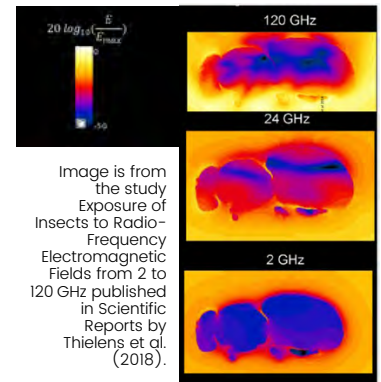 20 log₁₀(E/Eₘₐₓ)
0
-50
120 GHz
24 GHz
2 GHz
Image is from
the study
Exposure of
Insects to Radio-
Frequency
Electromagnetic
Fields from 2 to
120 GHz published
in Scientific
Reports by
Thielens et al.
(2018).